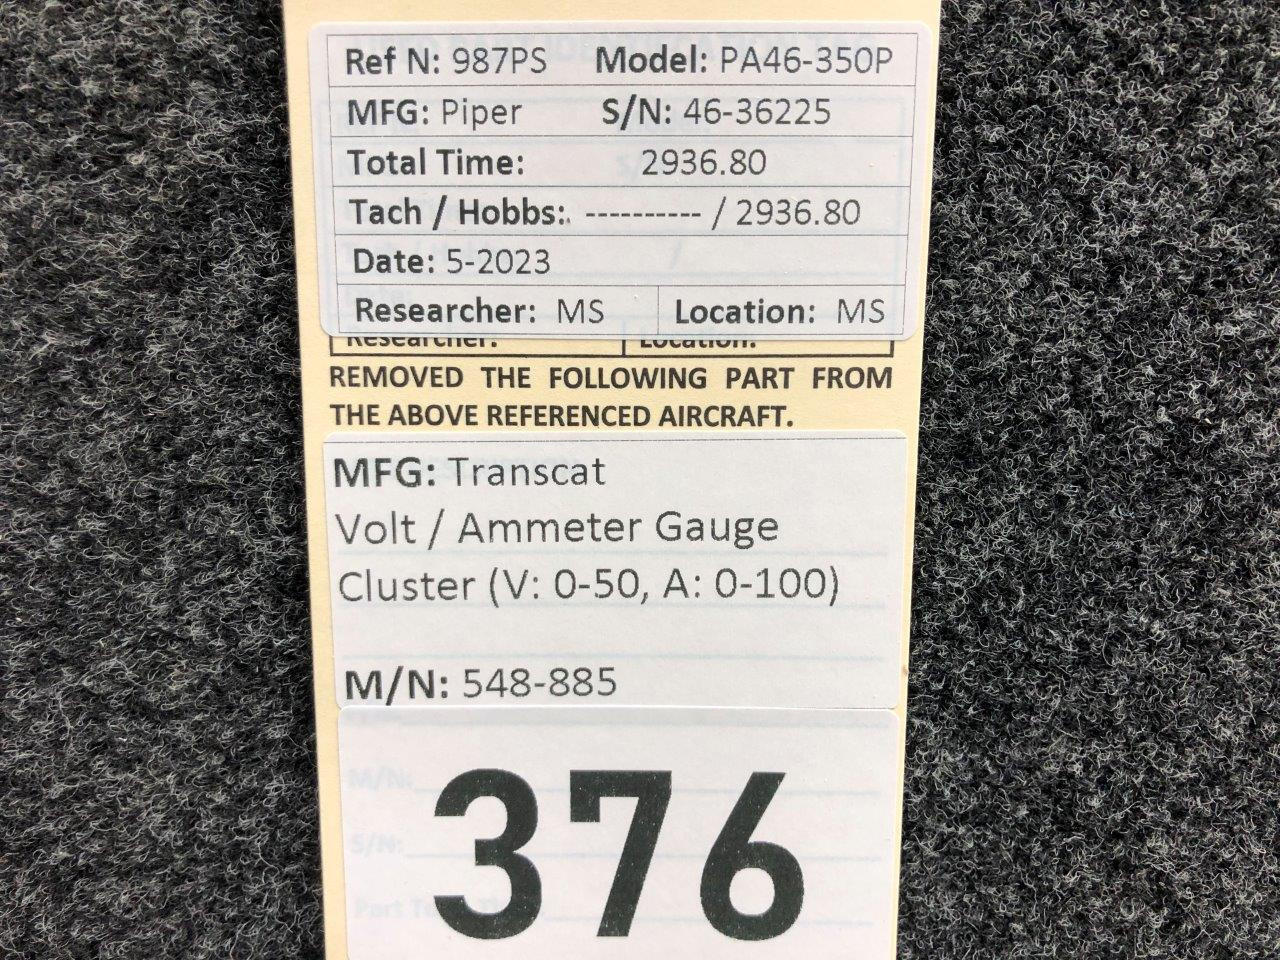 Ref N: 987PS Model: PA46-350P
MFG: Piper S/N: 46-36225
Total Time: 2936.80
Tach / Hobbs:. ---------- / 2936.80
Date: 5-2023
Researcher: MS Location: MS
Researcher: Location:
REMOVED THE FOLLOWING PART FROM
THE ABOVE REFERENCED AIRCRAFT.
MFG: Transcat
Volt / Ammeter Gauge
Cluster (V: 0-50, A: 0-100)
M/N: 548-885
M/N:
376
S/N: